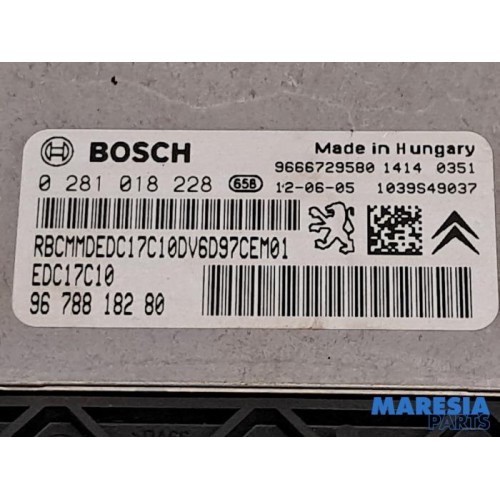 BOSCH
Made in Hungary
9666729580 1414 0351
0 281 018 228 658 12-06-05 1039S49037
RBCMMDEDC17C10DV6D97CEM01
EDC17C10
96 788 182 80
MARESIA
PARTS